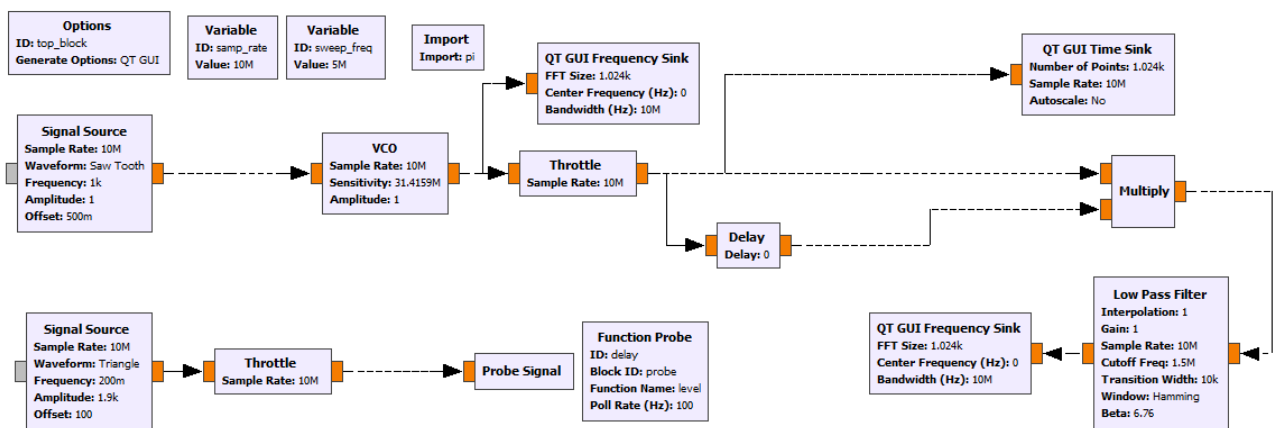 Options
ID: top_block
Generate Options: QT GUI
Variable
ID: samp_rate
Value: 10M
Variable
ID: sweep_freq
Value: 5M
Import
Import: pi
QT GUI Frequency Sink
FFT Size: 1.024k
Center Frequency (Hz): 0
Bandwidth (Hz): 10M
QT GUI Time Sink
Number of Points: 1.024k
Sample Rate: 10M
Autoscale: No
Signal Source
Sample Rate: 10M
Waveform: Saw Tooth
Frequency: 1k
Amplitude: 1
Offset: 500m
VCO
Sample Rate: 10M
Sensitivity: 31.4159M
Amplitude: 1
Throttle
Sample Rate: 10M
Multiply
Delay
Delay: 0
Signal Source
Sample Rate: 10M
Waveform: Triangle
Frequency: 200m
Amplitude: 1.9k
Offset: 100
Throttle
Sample Rate: 10M
Probe Signal
Function Probe
ID: delay
Block ID: probe
Function Name: level
Poll Rate (Hz): 100
QT GUI Frequency Sink
FFT Size: 1.024k
Center Frequency (Hz): 0
Bandwidth (Hz): 10M
Low Pass Filter
Interpolation: 1
Gain: 1
Sample Rate: 10M
Cutoff Freq: 1.5M
Transition Width: 10k
Window: Hamming
Beta: 6.76